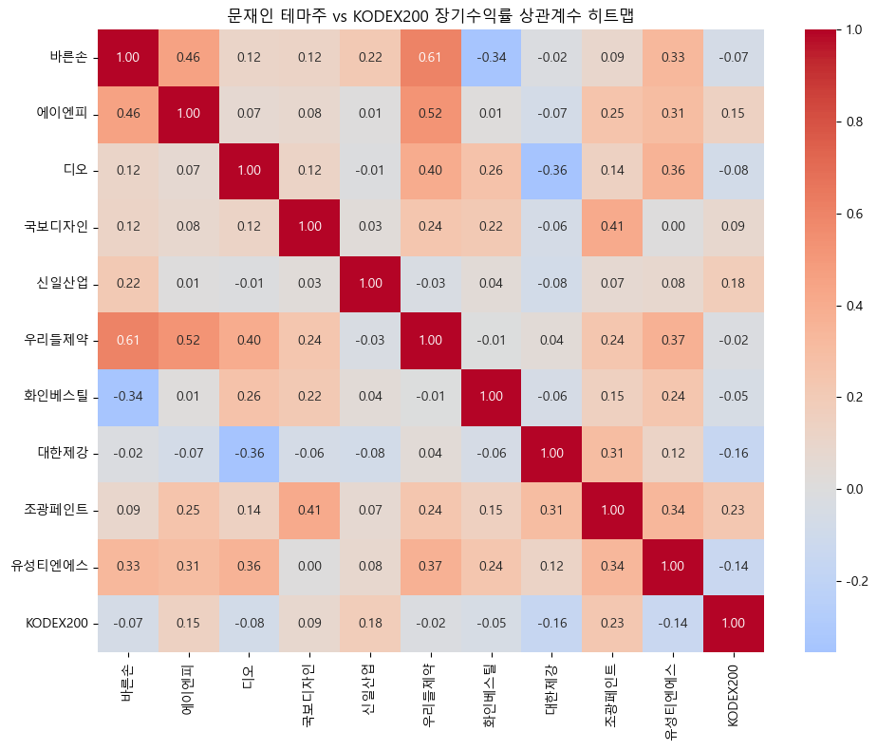 문재인 테마주 vs KODEX200 장기수익률 상관계수 히트맵
바른손 1.00 0.46 0.12 0.12 0.22 0.61 -0.34 -0.02 0.09 0.33 -0.07
에이엔피 0.46 1.00 0.07 0.08 0.01 0.52 0.01 -0.07 0.25 0.31 0.15
디오 0.12 0.07 1.00 0.12 -0.01 0.40 0.26 -0.36 0.14 0.36 -0.08
국보디자인 0.12 0.08 0.12 1.00 0.03 0.24 0.22 -0.06 0.41 0.00 0.09
신일산업 0.22 0.01 -0.01 0.03 1.00 -0.03 0.04 -0.08 0.07 0.08 0.18
우리들제약 0.61 0.52 0.40 0.24 -0.03 1.00 -0.01 0.04 0.24 0.37 -0.02
화인베스틸 -0.34 0.01 0.26 0.22 0.04 -0.01 1.00 -0.06 0.15 0.24 -0.05
대한제강 -0.02 -0.07 -0.36 -0.06 -0.08 0.04 -0.06 1.00 0.31 0.12 -0.16
조광페인트 0.09 0.25 0.14 0.41 0.07 0.24 0.15 0.31 1.00 0.34 0.23
유성티엔에스 0.33 0.31 0.36 0.00 0.08 0.37 0.24 0.12 0.34 1.00 -0.14
KODEX200 -0.07 0.15 -0.08 0.09 0.18 -0.02 -0.05 -0.16 0.23 -0.14 1.00
바른손
에이엔피
디오
국보디자인
신일산업
우리들제약
화인베스틸
대한제강
조광페인트
유성티엔에스
KODEX200
1.0
0.8
0.6
0.4
0.2
0.0
-0.2